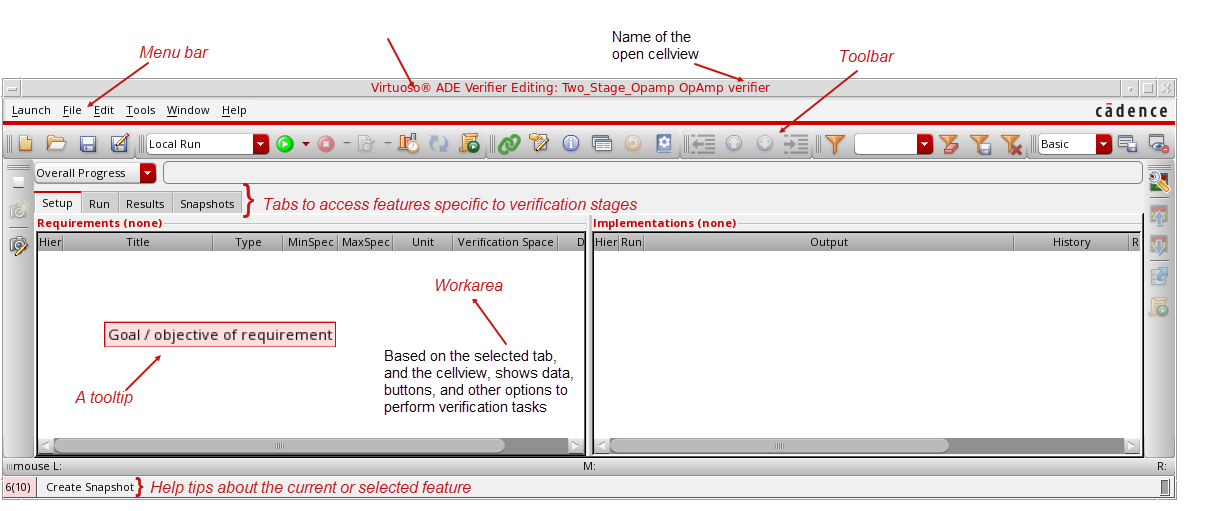 Name of the
open cellview
Menu bar
Toolbar
Virtuoso® ADE Verifier Editing: Two_Stage_Opamp OpAmp verifier
Launch File Edit Tools Window Help
cādence
Local Run
Basic
Overall Progress
Setup Run Results Snapshots
Tabs to access features specific to verification stages
Requirements (none)
Implementations (none)
Hier Title Type MinSpec MaxSpec Unit Verification Space D
Hier Run Output History R
Workarea
Goal / objective of requirement
Based on the selected tab,
and the cellview, shows data,
buttons, and other options to
perform verification tasks
A tooltip
mouse L: M: R:
6(10) Create Snapshot
Help tips about the current or selected feature